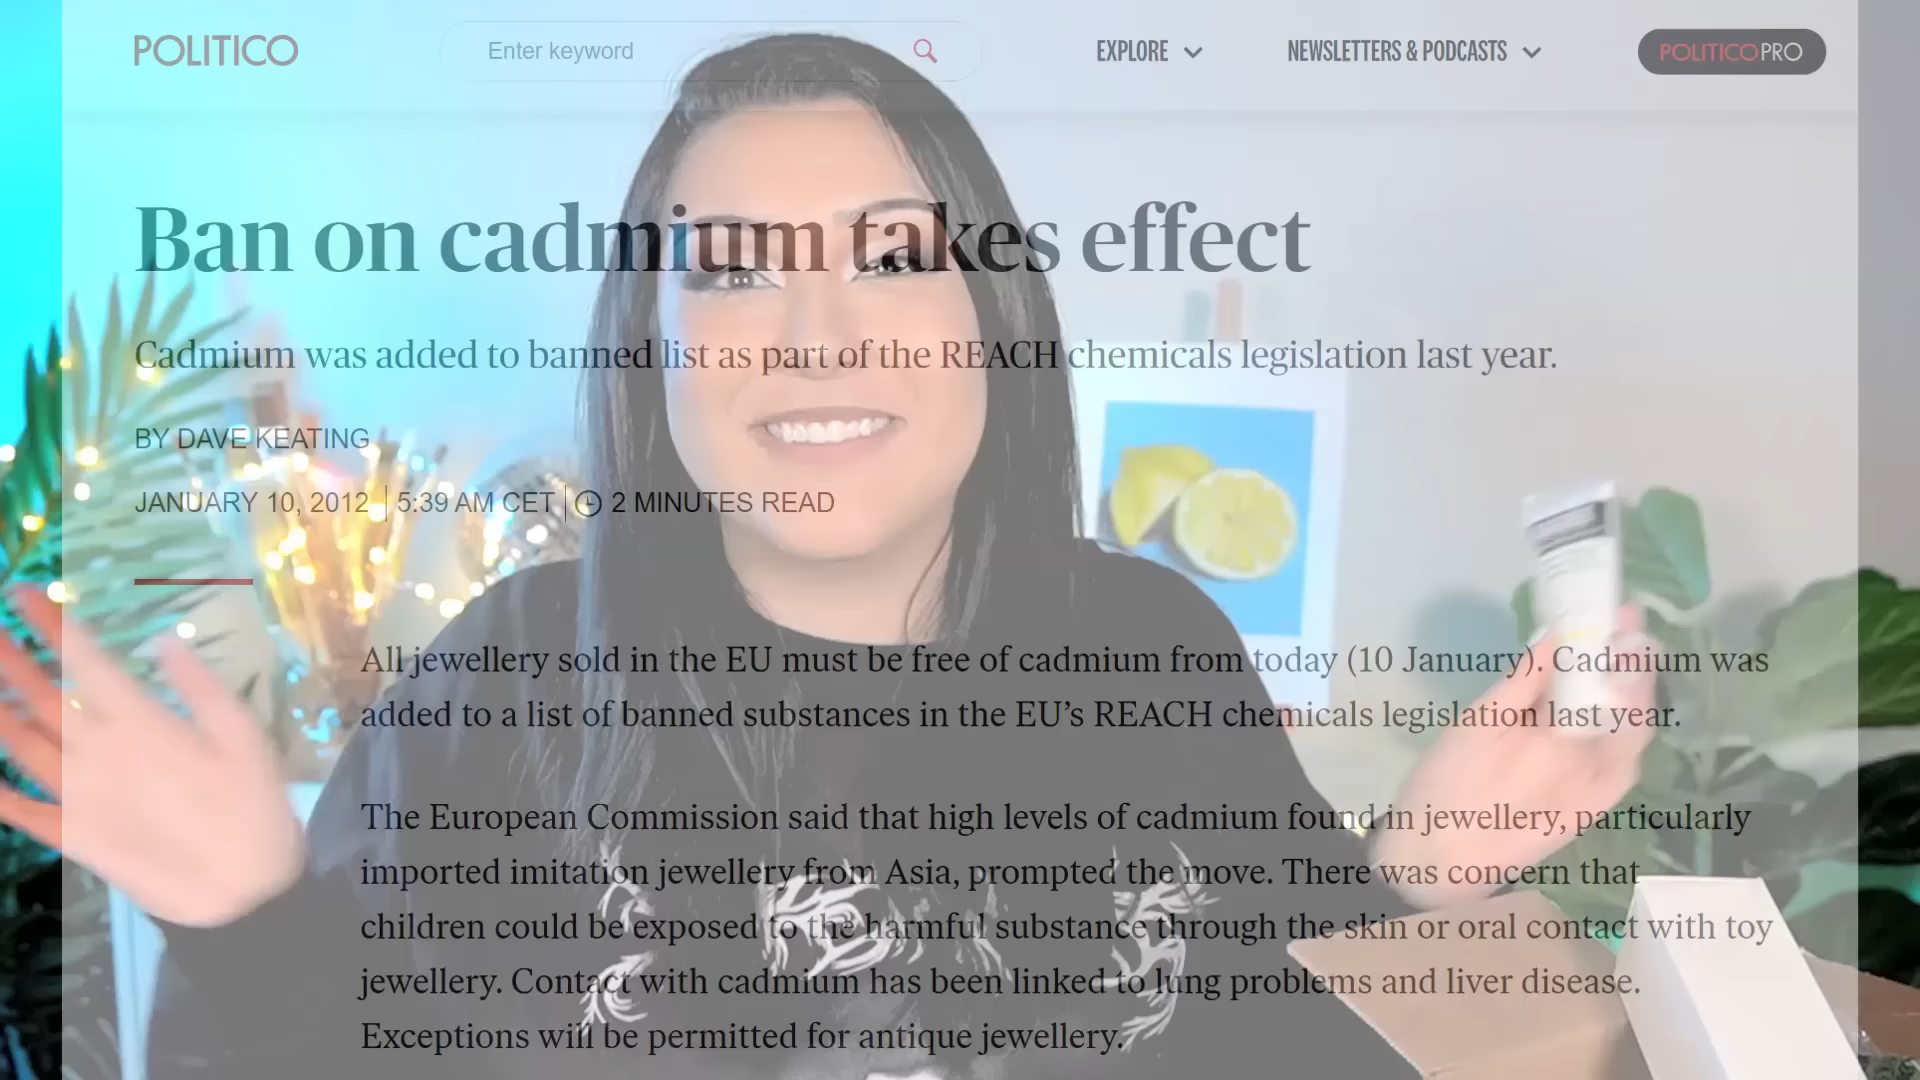 POLITICO
Enter keyword
EXPLORE
NEWSLETTERS & PODCASTS
POLITICO PRO
Ban on cadmium takes effect
Cadmium was added to banned list as part of the REACH chemicals legislation last year.
BY DAVE KEATING
JANUARY 10, 2012 | 5:39 AM CET | 2 MINUTES READ
All jewellery sold in the EU must be free of cadmium from today (10 January). Cadmium was
added to a list of banned substances in the EU’s REACH chemicals legislation last year.
The European Commission said that high levels of cadmium found in jewellery, particularly
imported imitation jewellery from Asia, prompted the move. There was concern that
children could be exposed to the harmful substance through the skin or oral contact with toy
jewellery. Contact with cadmium has been linked to lung problems and liver disease.
Exceptions will be permitted for antique jewellery.